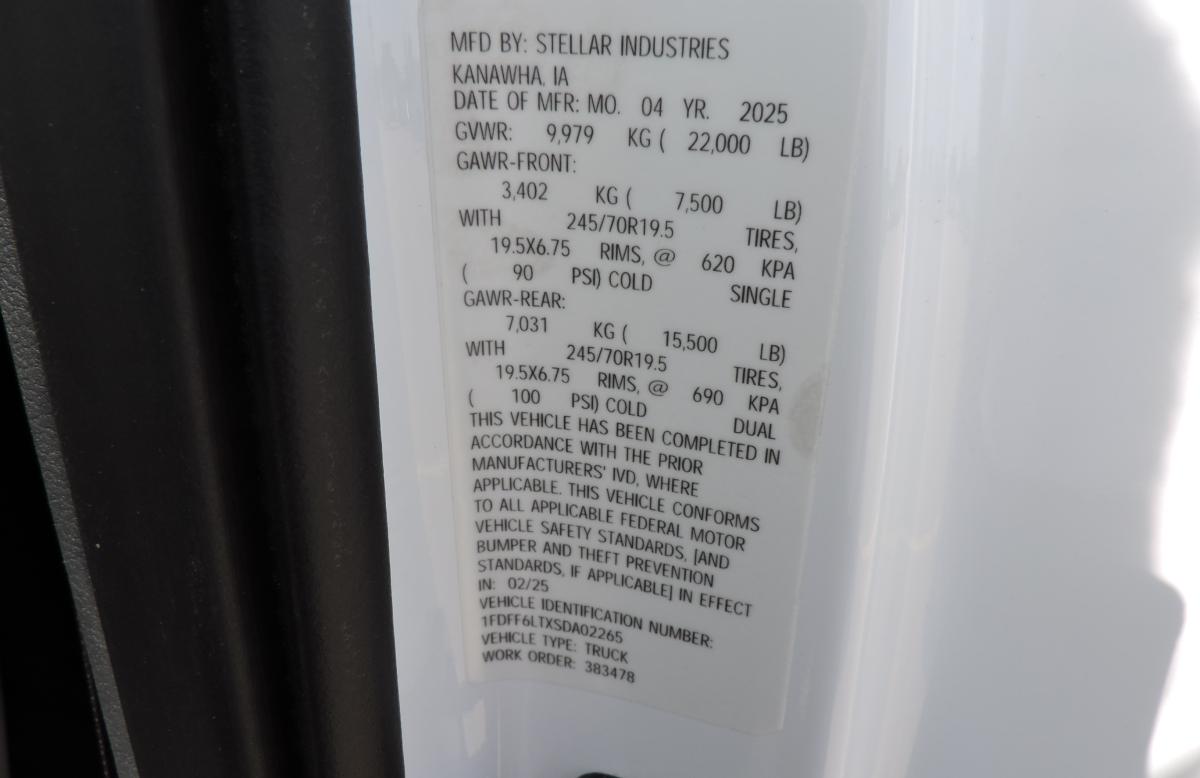 MFD BY: STELLAR INDUSTRIES
KANAWHA, IA
DATE OF MFR: MO. 04 YR. 2025
GVWR: 9,979 KG ( 22,000 LB)
GAWR-FRONT:
3,402 KG ( 7,500 LB)
WITH 245/70R19.5 TIRES,
19.5X6.75 RIMS, @ 620 KPA
( 90 PSI) COLD SINGLE
GAWR-REAR:
7,031 KG ( 15,500 LB)
WITH 245/70R19.5 TIRES,
19.5X6.75 RIMS, @ 690 KPA
( 100 PSI) COLD DUAL
THIS VEHICLE HAS BEEN COMPLETED IN
ACCORDANCE WITH THE PRIOR
MANUFACTURERS' IVD, WHERE
APPLICABLE. THIS VEHICLE CONFORMS
TO ALL APPLICABLE FEDERAL MOTOR
VEHICLE SAFETY STANDARDS, [AND
BUMPER AND THEFT PREVENTION
STANDARDS, IF APPLICABLE] IN EFFECT
IN: 02/25
VEHICLE IDENTIFICATION NUMBER:
1FDFF6LTXSDA02265
VEHICLE TYPE: TRUCK
WORK ORDER: 383478